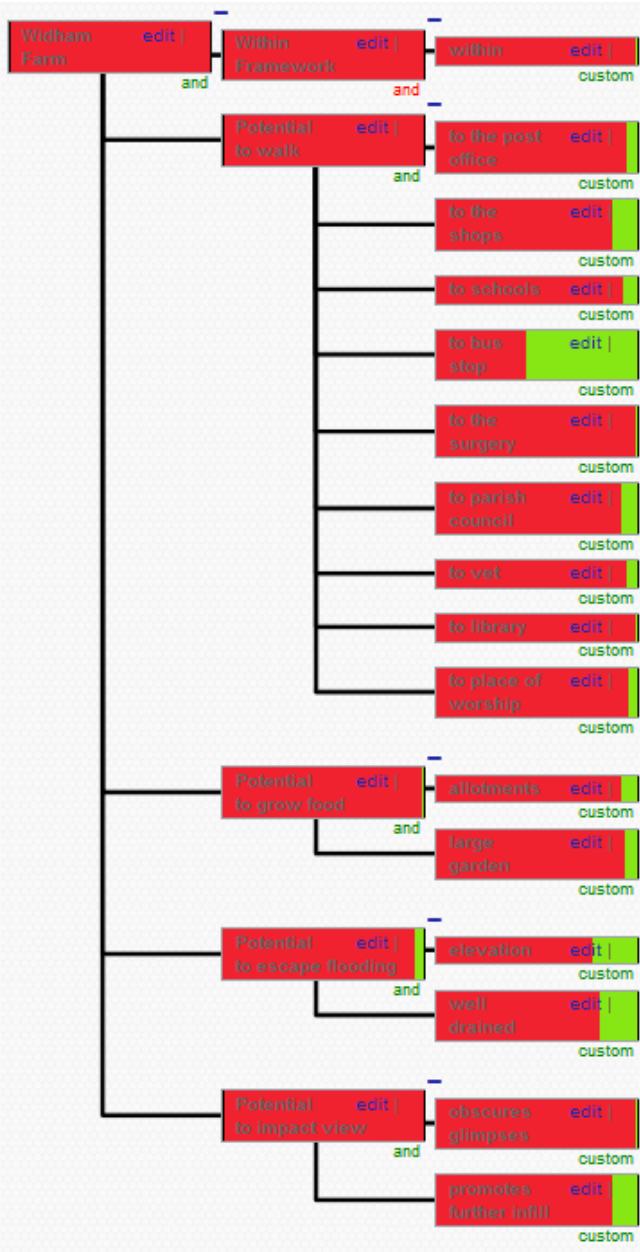 Widham edit |
Farm
and
Within edit |
Framework
and
within edit |
custom
Potential edit |
to walk
and
to the post edit |
office
custom
to the edit |
shops
custom
to schools edit |
custom
to bus edit |
stop
custom
to the edit |
surgery
custom
to parish edit |
council
custom
to vet edit |
custom
to library edit |
custom
to place of edit |
worship
custom
Potential edit |
to grow food
and
allotments edit |
custom
large edit |
garden
custom
Potential edit |
to escape flooding
and
elevation edit |
custom
well edit |
drained
custom
Potential edit |
to impact view
and
obscures edit |
glimpses
custom
promotes edit |
further infill
custom